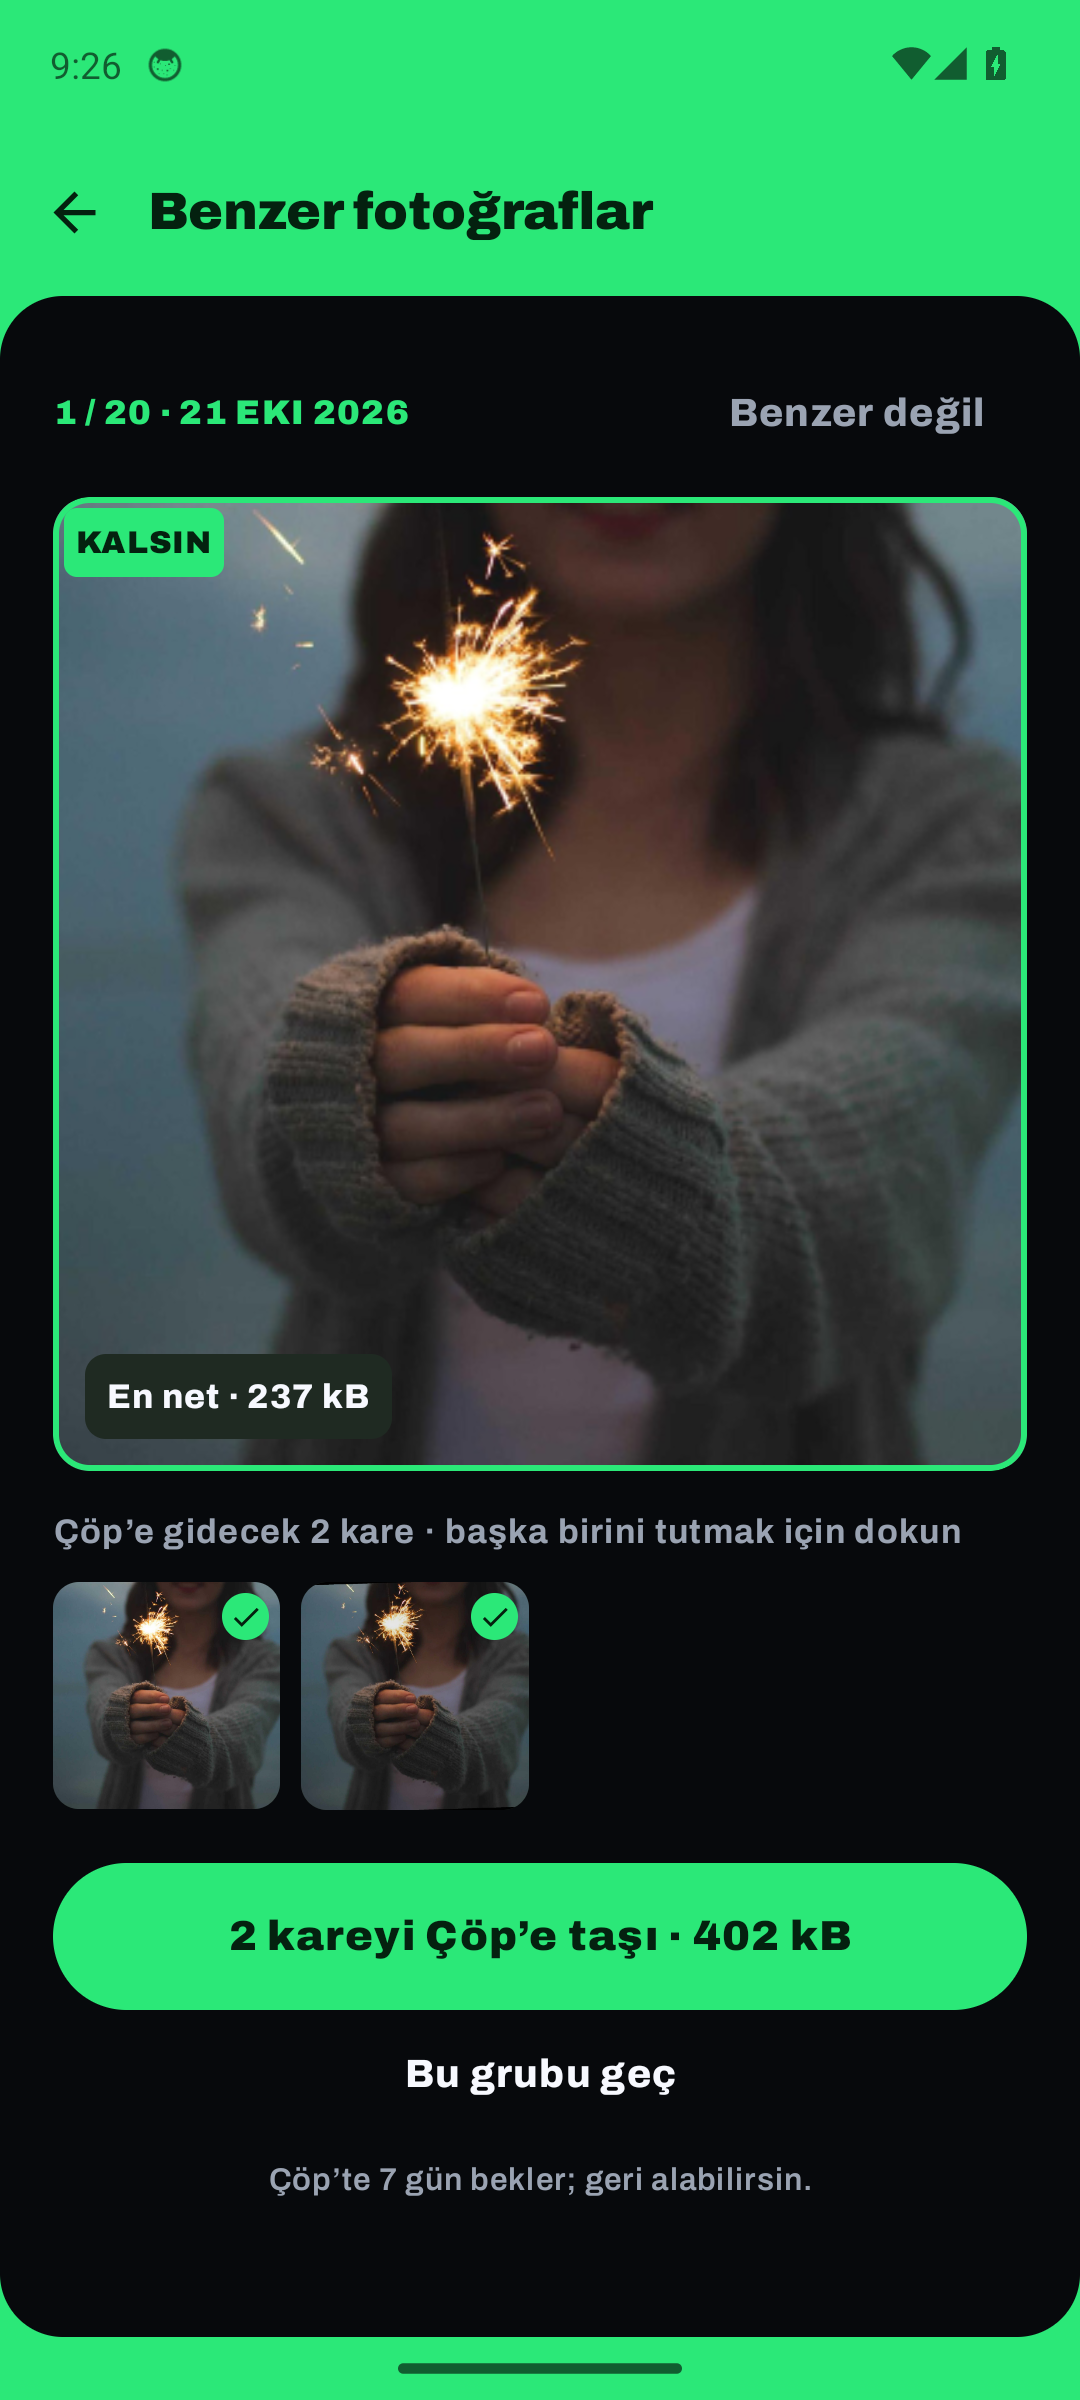 9:26
Benzer fotoğraflar
1 / 20 · 21 EKI 2026
Benzer değil
KALSIN
En net · 237 kB
Çöp’e gidecek 2 kare · başka birini tutmak için dokun
2 kareyi Çöp’e taşı · 402 kB
Bu grubu geç
Çöp’te 7 gün bekler; geri alabilirsin.